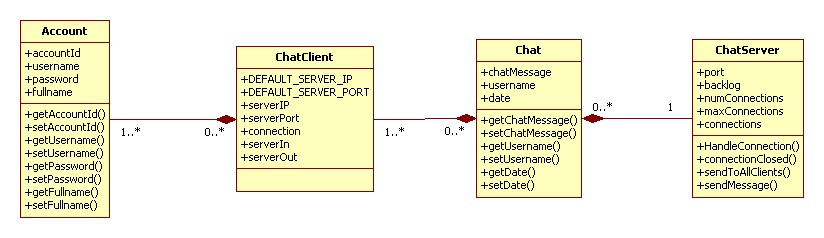 Account
+accountId
+username
+password
+fullname
+getAccountId()
+setAccountId()
+getUsername()
+setUsername()
+getPassword()
+setPassword()
+getFullname()
+setFullname()
1..*
0..*
ChatClient
+DEFAULT_SERVER_IP
+DEFAULT_SERVER_PORT
+serverIP
+serverPort
+connection
+serverIn
+serverOut
1..*
0..*
Chat
+chatMessage
+username
+date
+getChatMessage()
+setChatMessage()
+getUsername()
+setUsername()
+getDate()
+setDate()
0..*
1
ChatServer
+port
+backlog
+numConnections
+maxConnections
+connections
+HandleConnection()
+connectionClosed()
+sendToAllClients()
+sendMessage()